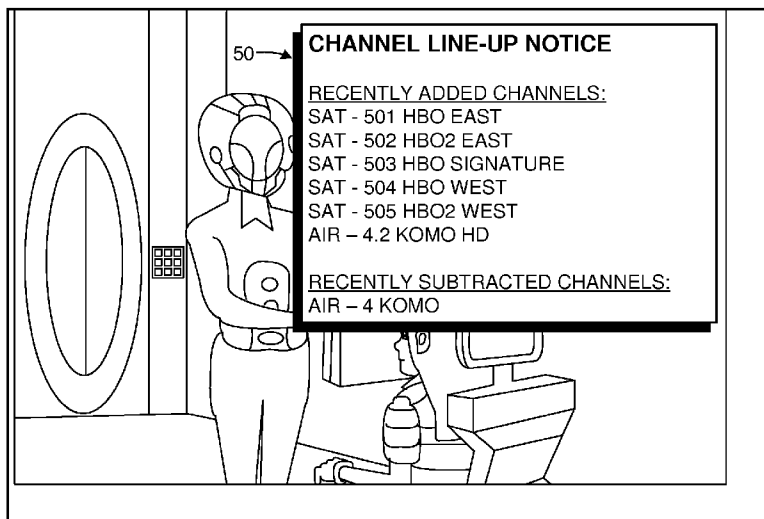 50
CHANNEL LINE-UP NOTICE
RECENTLY ADDED CHANNELS:
SAT - 501 HBO EAST
SAT - 502 HBO2 EAST
SAT - 503 HBO SIGNATURE
SAT - 504 HBO WEST
SAT - 505 HBO2 WEST
AIR – 4.2 KOMO HD
RECENTLY SUBTRACTED CHANNELS:
AIR – 4 KOMO